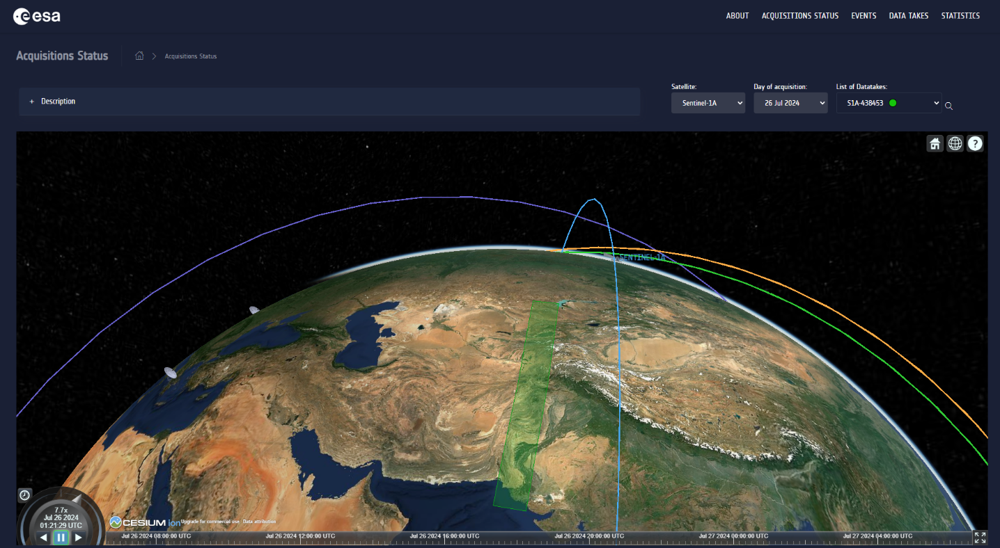 esa
ABOUT ACQUISITIONS STATUS EVENTS DATA TAKES STATISTICS
Acquisitions Status
Acquisitions Status
Satellite: Day of acquisition: List of Datatakes:
+ Description
Sentinel-1A 26 Jul 2024 S1A-438453
?
SENTINEL-1A
7.7x
Jul 26 2024
01:21:29 UTC
CESIUM ion Upgrade for commercial use. Data attribution
Jul 26 2024 08:00:00 UTC Jul 26 2024 12:00:00 UTC Jul 26 2024 16:00:00 UTC Jul 26 2024 20:00:00 UTC Jul 27 2024 00:00:00 UTC Jul 27 2024 04:00:00 UTC